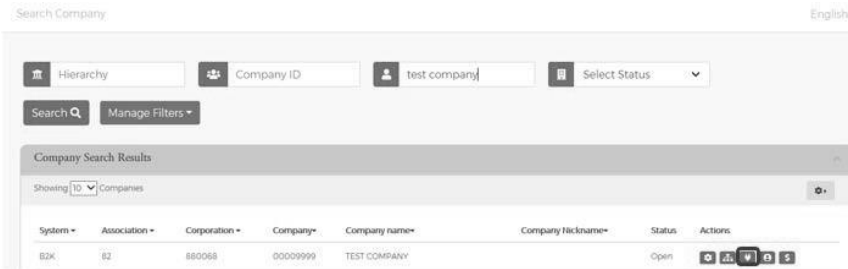 Search Company English
Hierarchy Company ID test company Select Status
Search Manage Filters
Company Search Results
Showing 10 Companies
System Association Corporation Company Company name Company Nickname Status Actions
B2K 82 880088 00009999 TEST COMPANY Open $